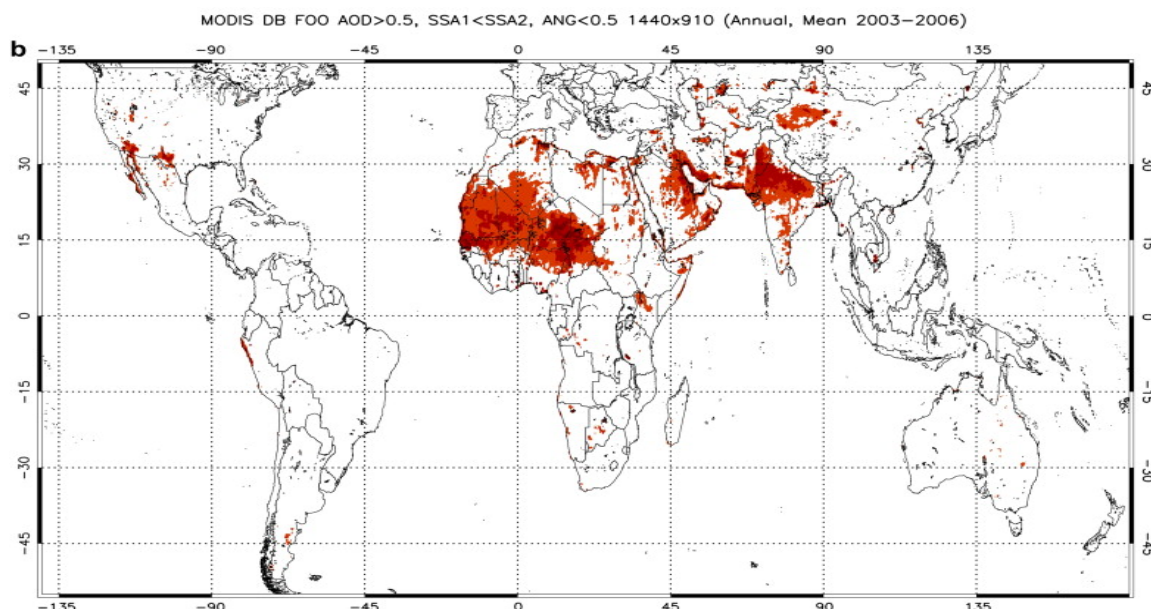 MODIS DB FOO AOD>0.5, SSA1<SSA2, ANG<0.5 1440x910 (Annual, Mean 2003−2006)
b
−135 −90 −45 0 45 90 135
45 45
30 30
15 15
0 0
−15 −15
−30 −30
−45 −45
−135 −90 −45 0 45 90 135